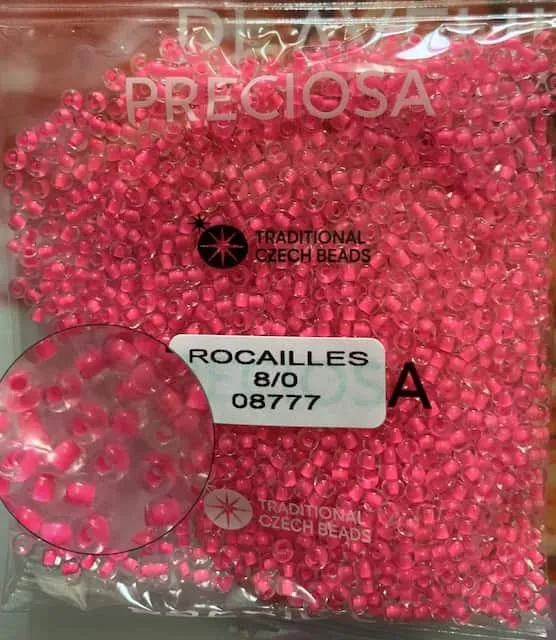 PRECIOSA
TRADITIONAL
CZECH BEADS
ROCAILLES
8/0
08777
A
TRADITIONAL
CZECH BEADS